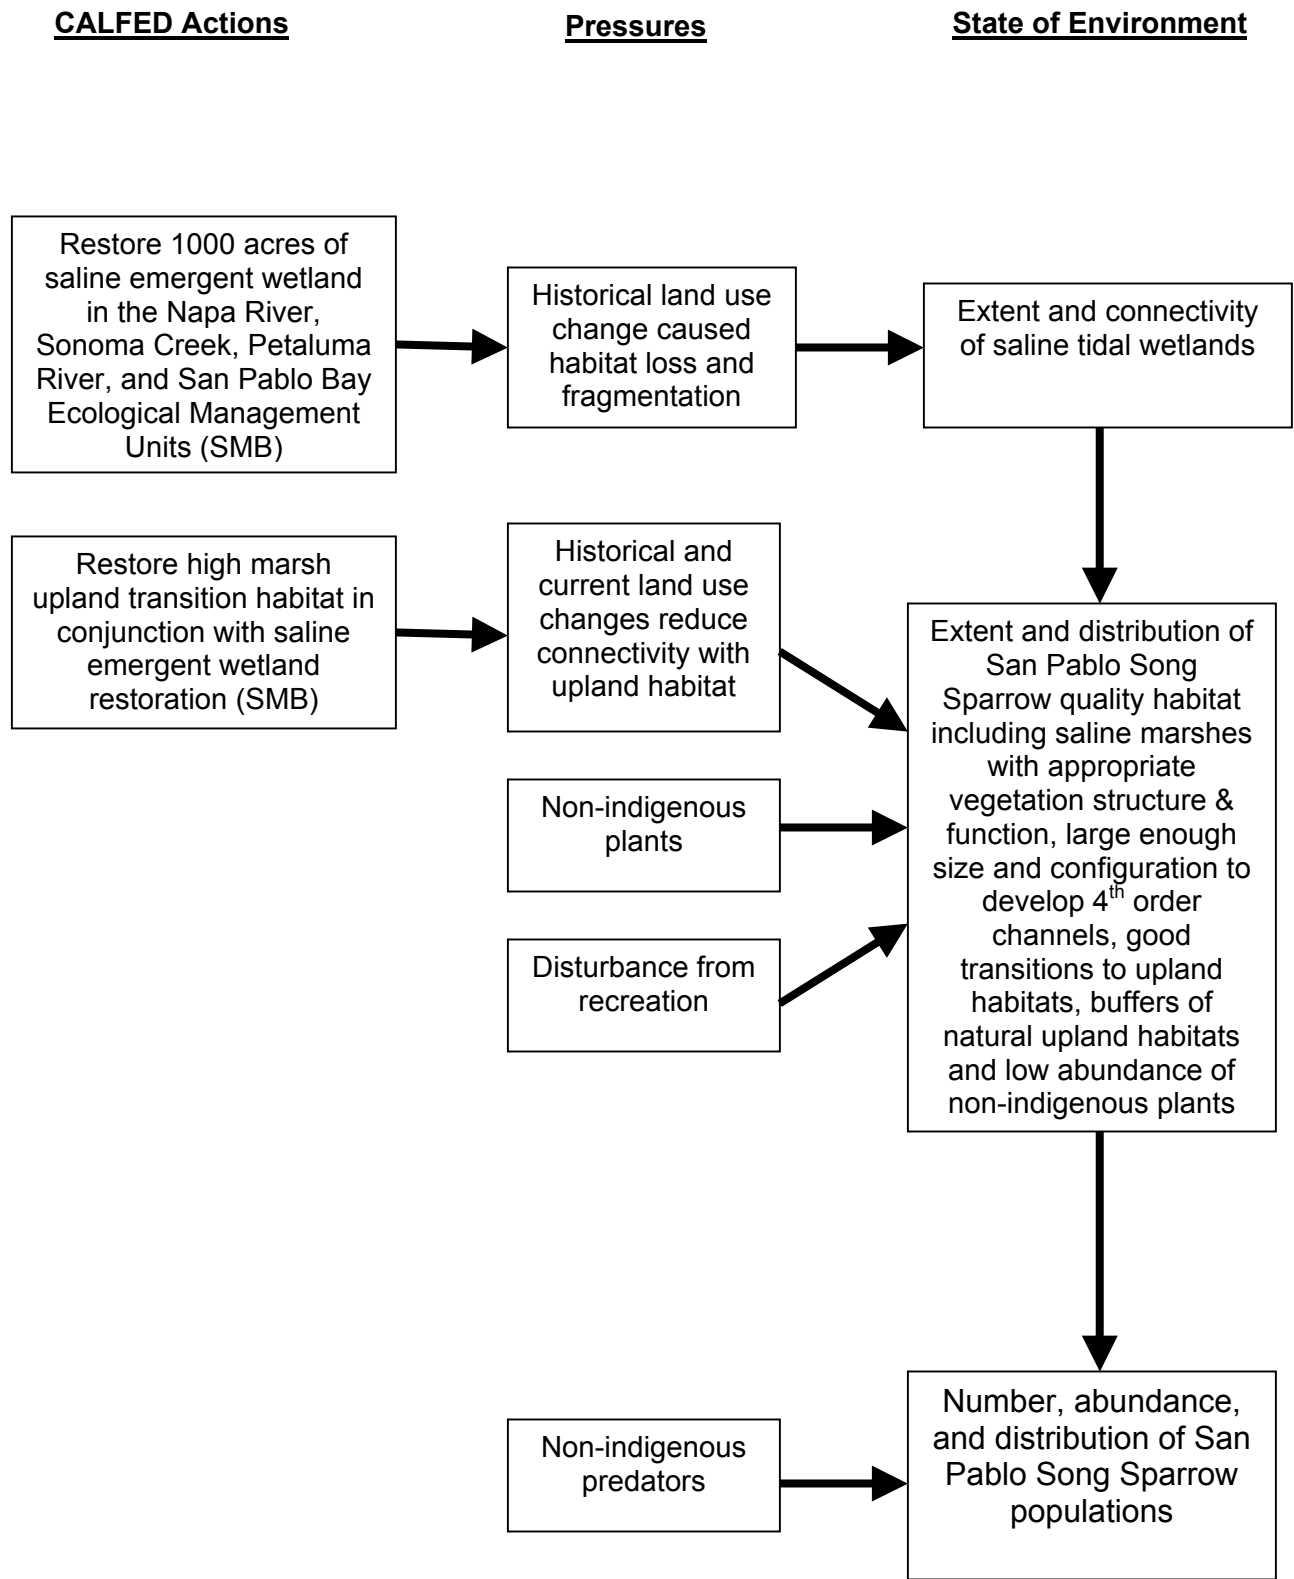 CALFED Actions
Pressures
State of Environment
Restore 1000 acres of
saline emergent wetland
in the Napa River,
Sonoma Creek, Petaluma
River, and San Pablo Bay
Ecological Management
Units (SMB)
Historical land use
change caused
habitat loss and
fragmentation
Extent and connectivity
of saline tidal wetlands
Restore high marsh
upland transition habitat in
conjunction with saline
emergent wetland
restoration (SMB)
Historical and
current land use
changes reduce
connectivity with
upland habitat
Non-indigenous
plants
Disturbance from
recreation
Extent and distribution of
San Pablo Song
Sparrow quality habitat
including saline marshes
with appropriate
vegetation structure &
function, large enough
size and configuration to
develop 4th order
channels, good
transitions to upland
habitats, buffers of
natural upland habitats
and low abundance of
non-indigenous plants
Non-indigenous
predators
Number, abundance,
and distribution of San
Pablo Song Sparrow
populations